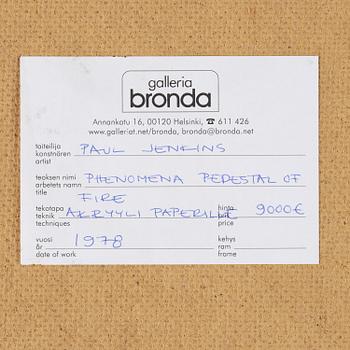 galleria
bronda
Annankatu 16, 00120 Helsinki, ☎ 611 426
www.galleriat.net/bronda, bronda@bronda.net
taiteilija
konstnären PAUL JENKINS
artist
teoksen nimi
arbetets namn PHENOMENA PEDESTAL OF
title FIRE
tekotapa hinta
teknik AKRYYLI PAPERILLE pris 9000€
techniques price
vuosi kehys
år 1978 ram
date of work frame